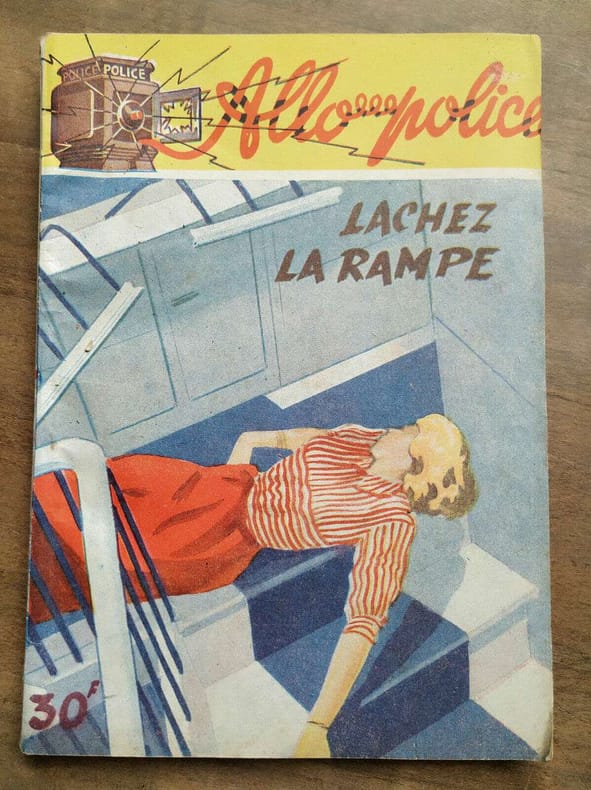 POLICE POLICE
Allo....police
LACHEZ
LA RAMPE
30F